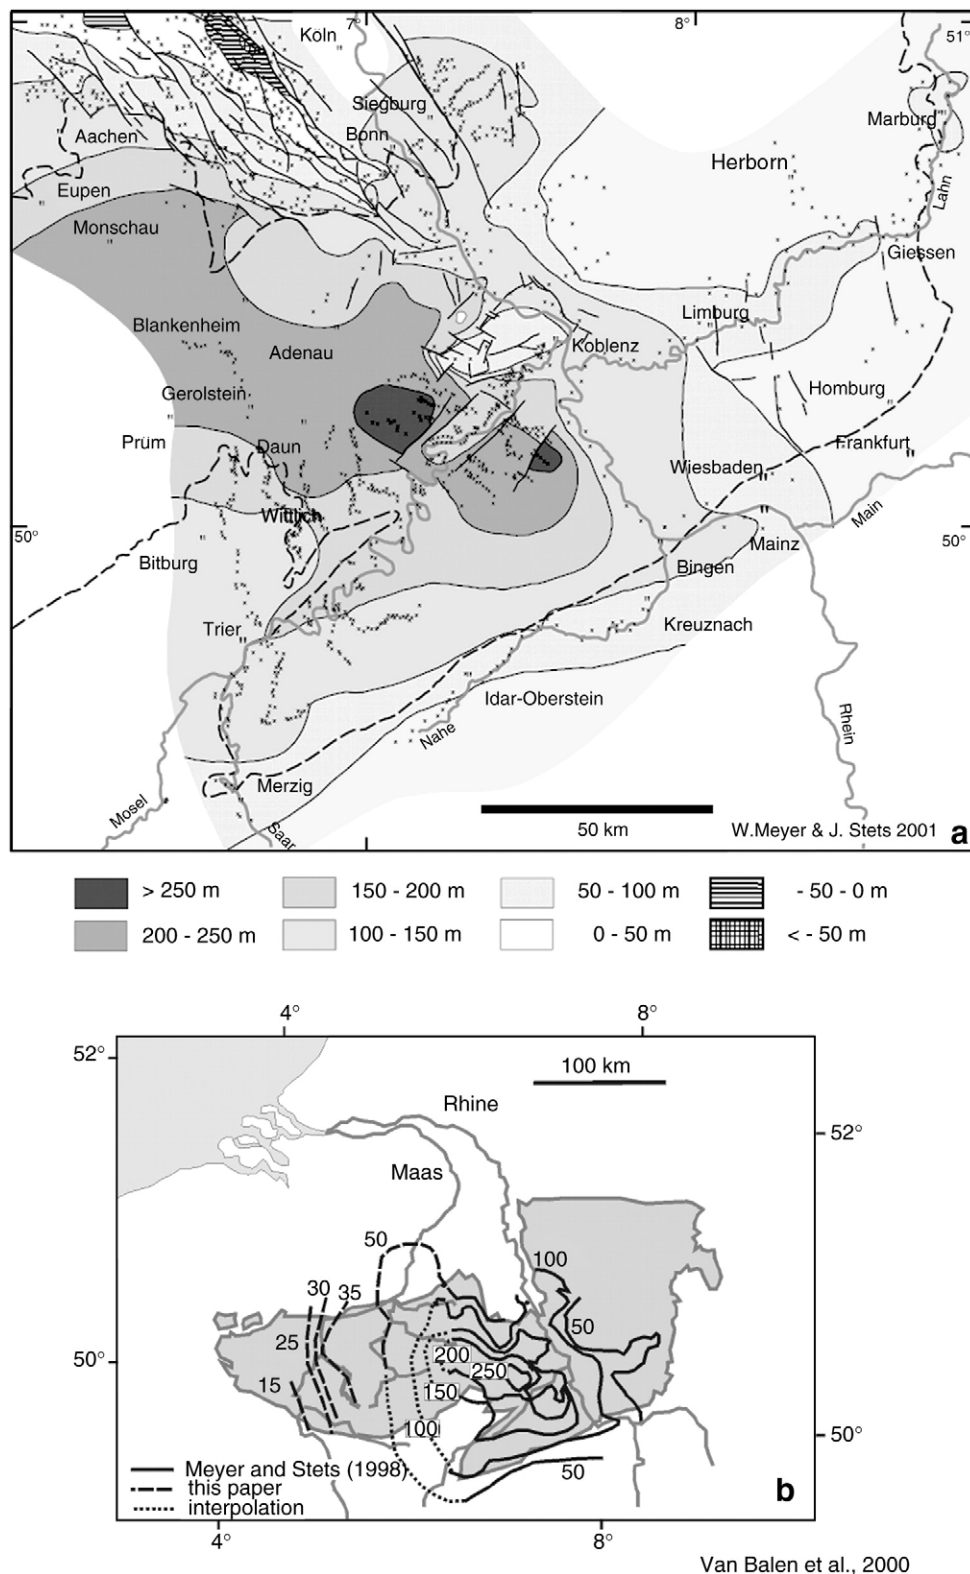 7°
8°
51°
Köln
Siegburg
Bonn
Marburg
Aachen
Herborn
Eupen
Lahn
Monschau
Giessen
Blankenheim
Limburg
Adenau
Koblenz
Gerolstein
Homburg
Prüm
Daun
Frankfurt
Wiesbaden
Wittlich
Main
50°
50°
Mainz
Bitburg
Bingen
Trier
Kreuznach
Idar-Oberstein
Nahe
Rhein
Merzig
Mosel
Saar
50 km
W.Meyer & J. Stets 2001
a
> 250 m
150 - 200 m
50 - 100 m
- 50 - 0 m
200 - 250 m
100 - 150 m
0 - 50 m
< - 50 m
4°
8°
52°
100 km
Rhine
52°
Maas
50
100
30
35
50
25
200
50°
250
15
150
100
50°
50
Meyer and Stets (1998)
this paper
interpolation
b
4°
8°
Van Balen et al., 2000